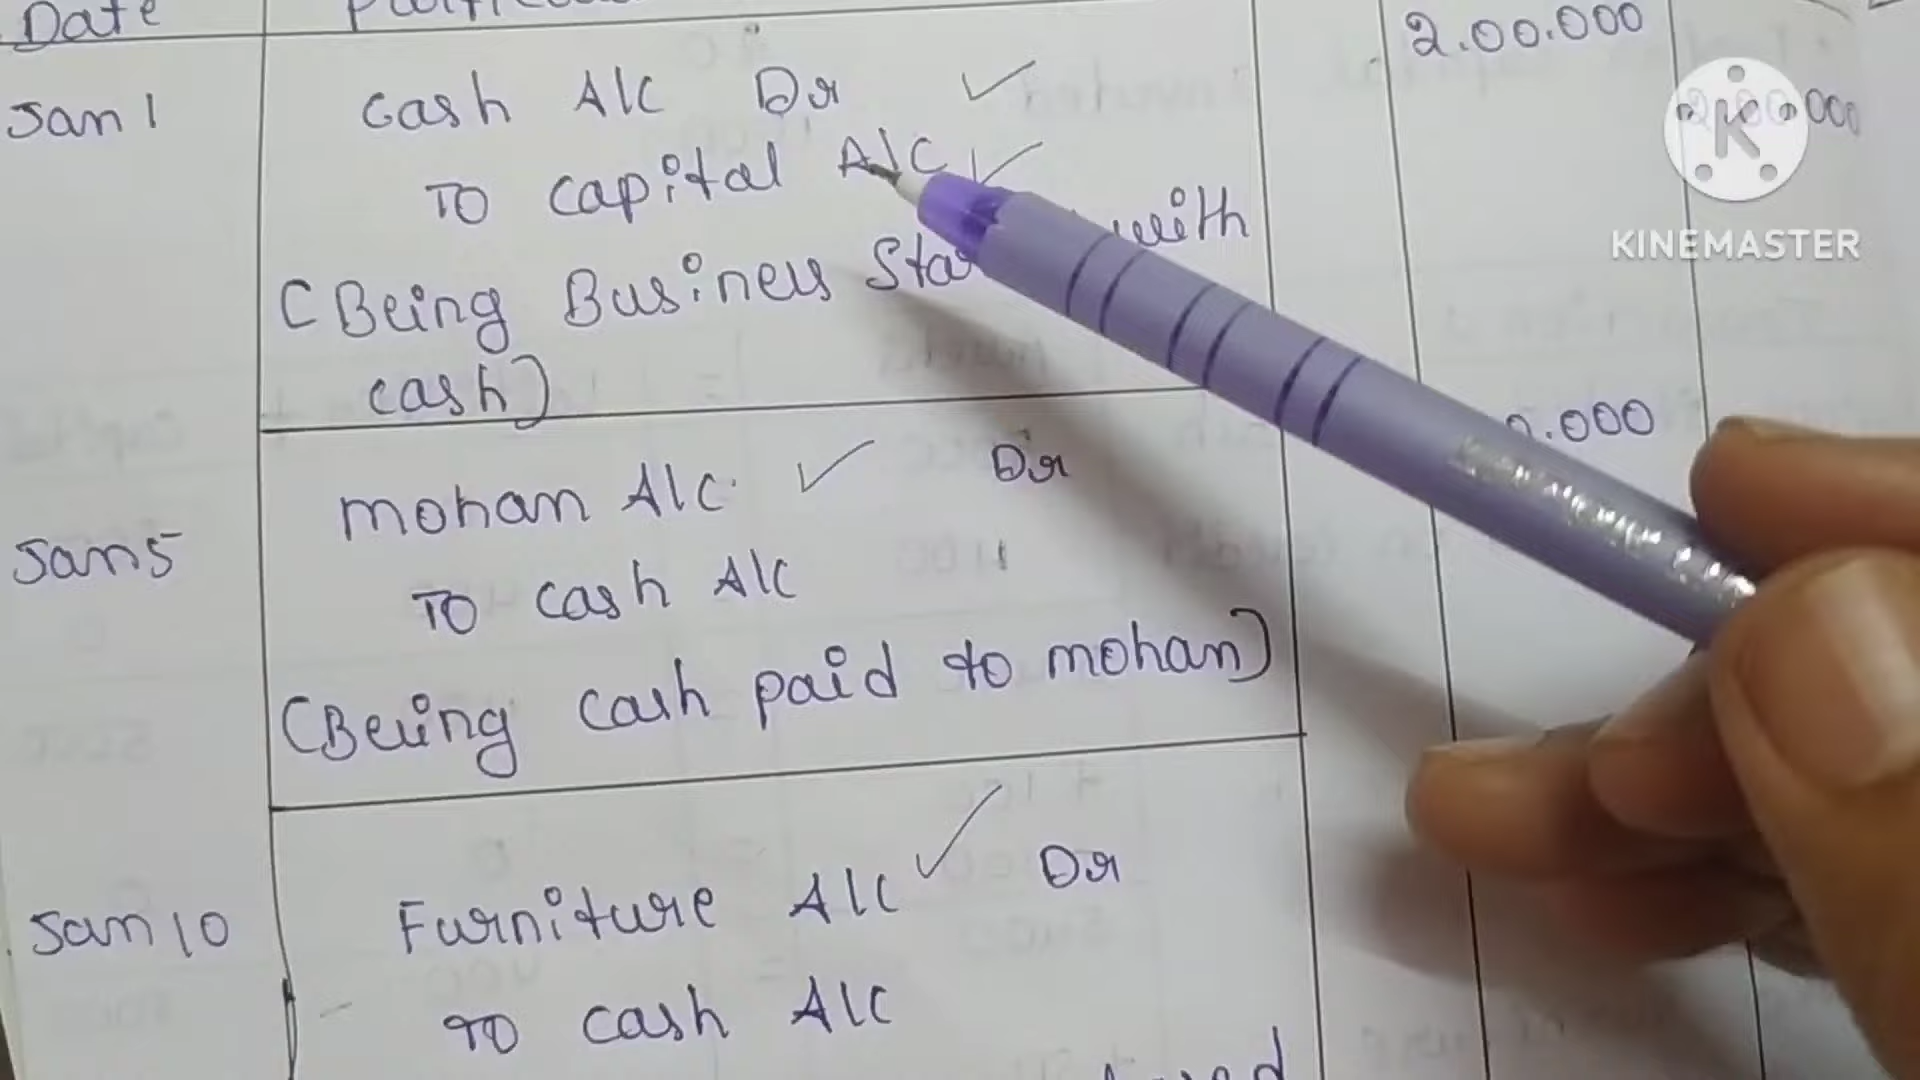 Date
2.00.000
Jan 1 cash A/C Dr
To capital A/C
(Being Business with
cash)
Jan 5 mohan A/C Dr
To cash A/C
(Being cash paid to mohan)
Jan 10 Furniture A/C Dr
To cash A/C
KINEMASTER